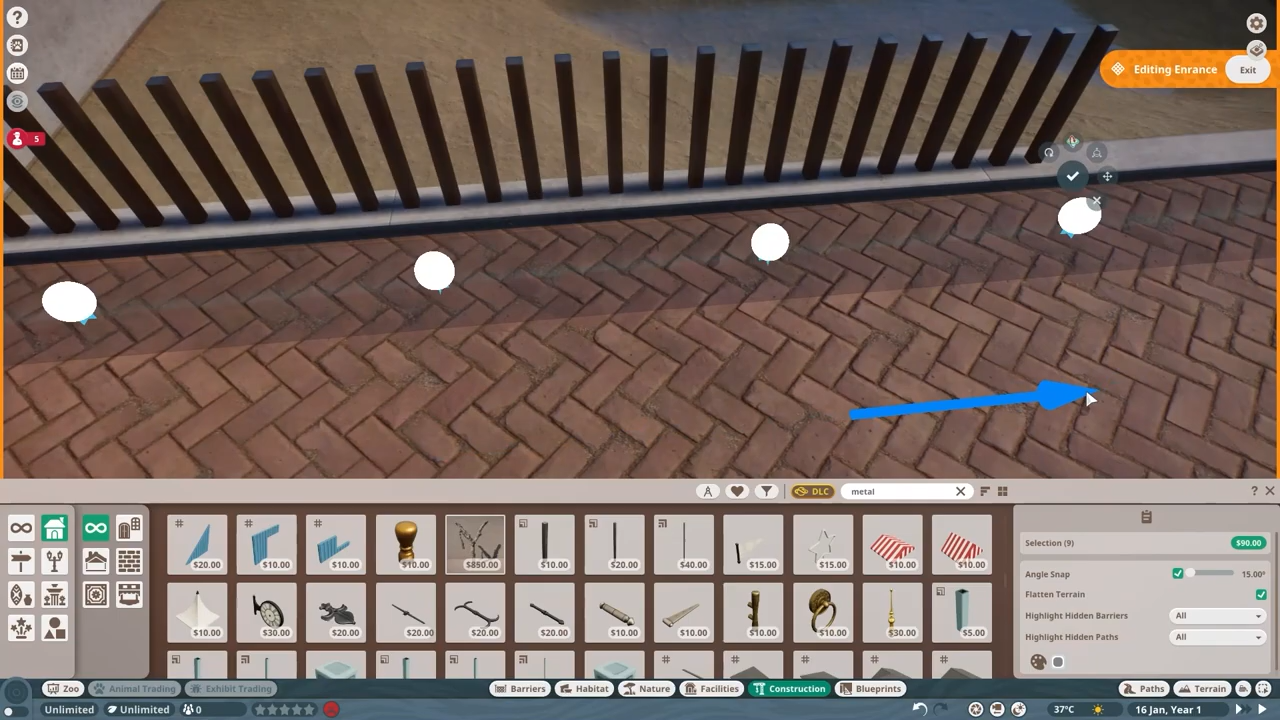 ?
Editing Enrance
Exit
5
DLC
metal
? ×
$20.00 $10.00 $10.00 $10.00 $850.00 $10.00 $20.00 $40.00 $15.00 $15.00 $10.00 $10.00
$10.00 $30.00 $20.00 $20.00 $20.00 $20.00 $10.00 $10.00 $10.00 $10.00 $30.00 $5.00
Selection (9) $90.00
Angle Snap 15.00°
Flatten Terrain
Highlight Hidden Barriers All
Highlight Hidden Paths All
Zoo Animal Trading Exhibit Trading Barriers Habitat Nature Facilities Construction Blueprints Paths Terrain
Unlimited Unlimited 0 37°C 16 Jan, Year 1